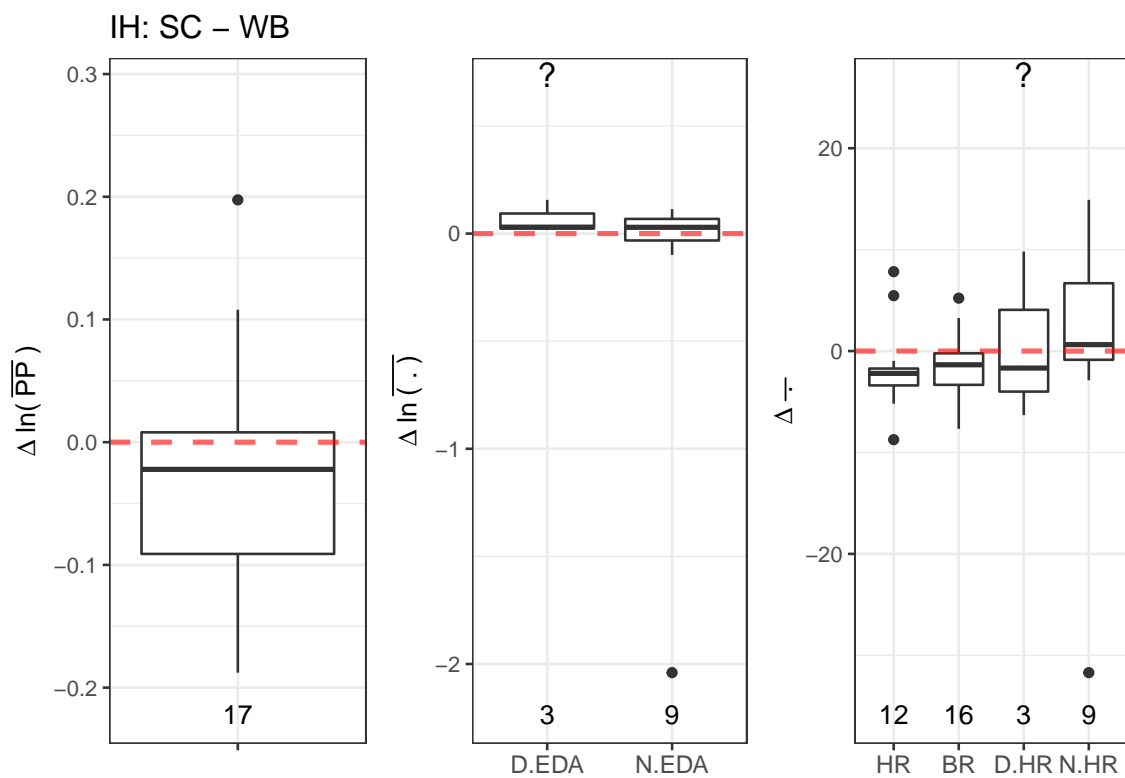 IH: SC − WB
Δ ln( PP )
0.3
0.2
0.1
0.0
−0.1
−0.2
17
Δ ln ( . )
0
−1
−2
?
3
9
D.EDA
N.EDA
Δ .
20
0
−20
?
12
16
3
9
HR
BR
D.HR
N.HR